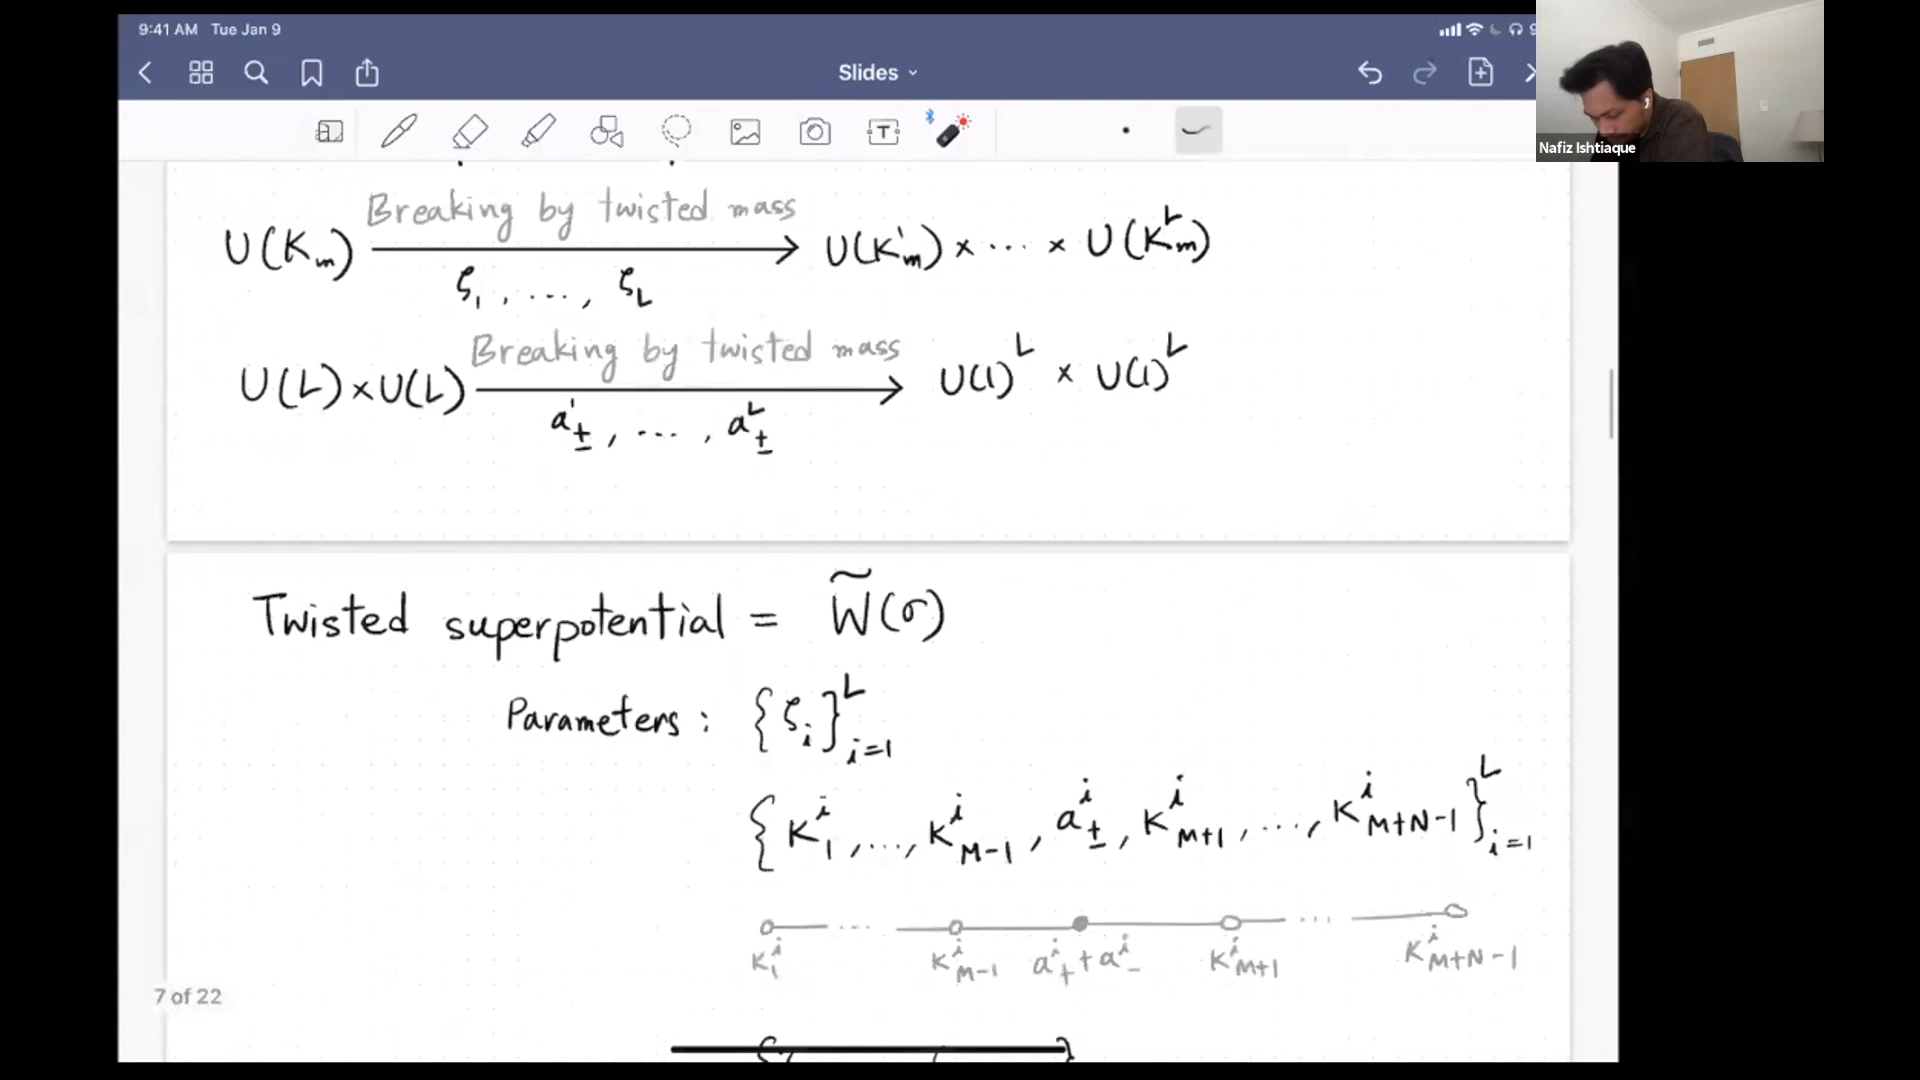 9:41 AM Tue Jan 9
Slides
Nafiz Ishtiaque
Breaking by twisted mass
U(K_m) → U(K^1_m) × ··· × U(K^L_m)
ζ_1, ..., ζ_L
Breaking by twisted mass
U(L)×U(L) → U(1)^L × U(1)^L
a^1_±, ..., a^L_±
Twisted superpotential = W̃(σ)
Parameters: {ζ_i}^L_{i=1}
{K^i_1, ..., K^i_{M-1}, a^i_±, K^i_{M+1}, ..., K^i_{M+N-1}}^L_{i=1}
K^i_1 ... K^i_{M-1} a^i_+ + a^i_- K^i_{M+1} ... K^i_{M+N-1}
7 of 22